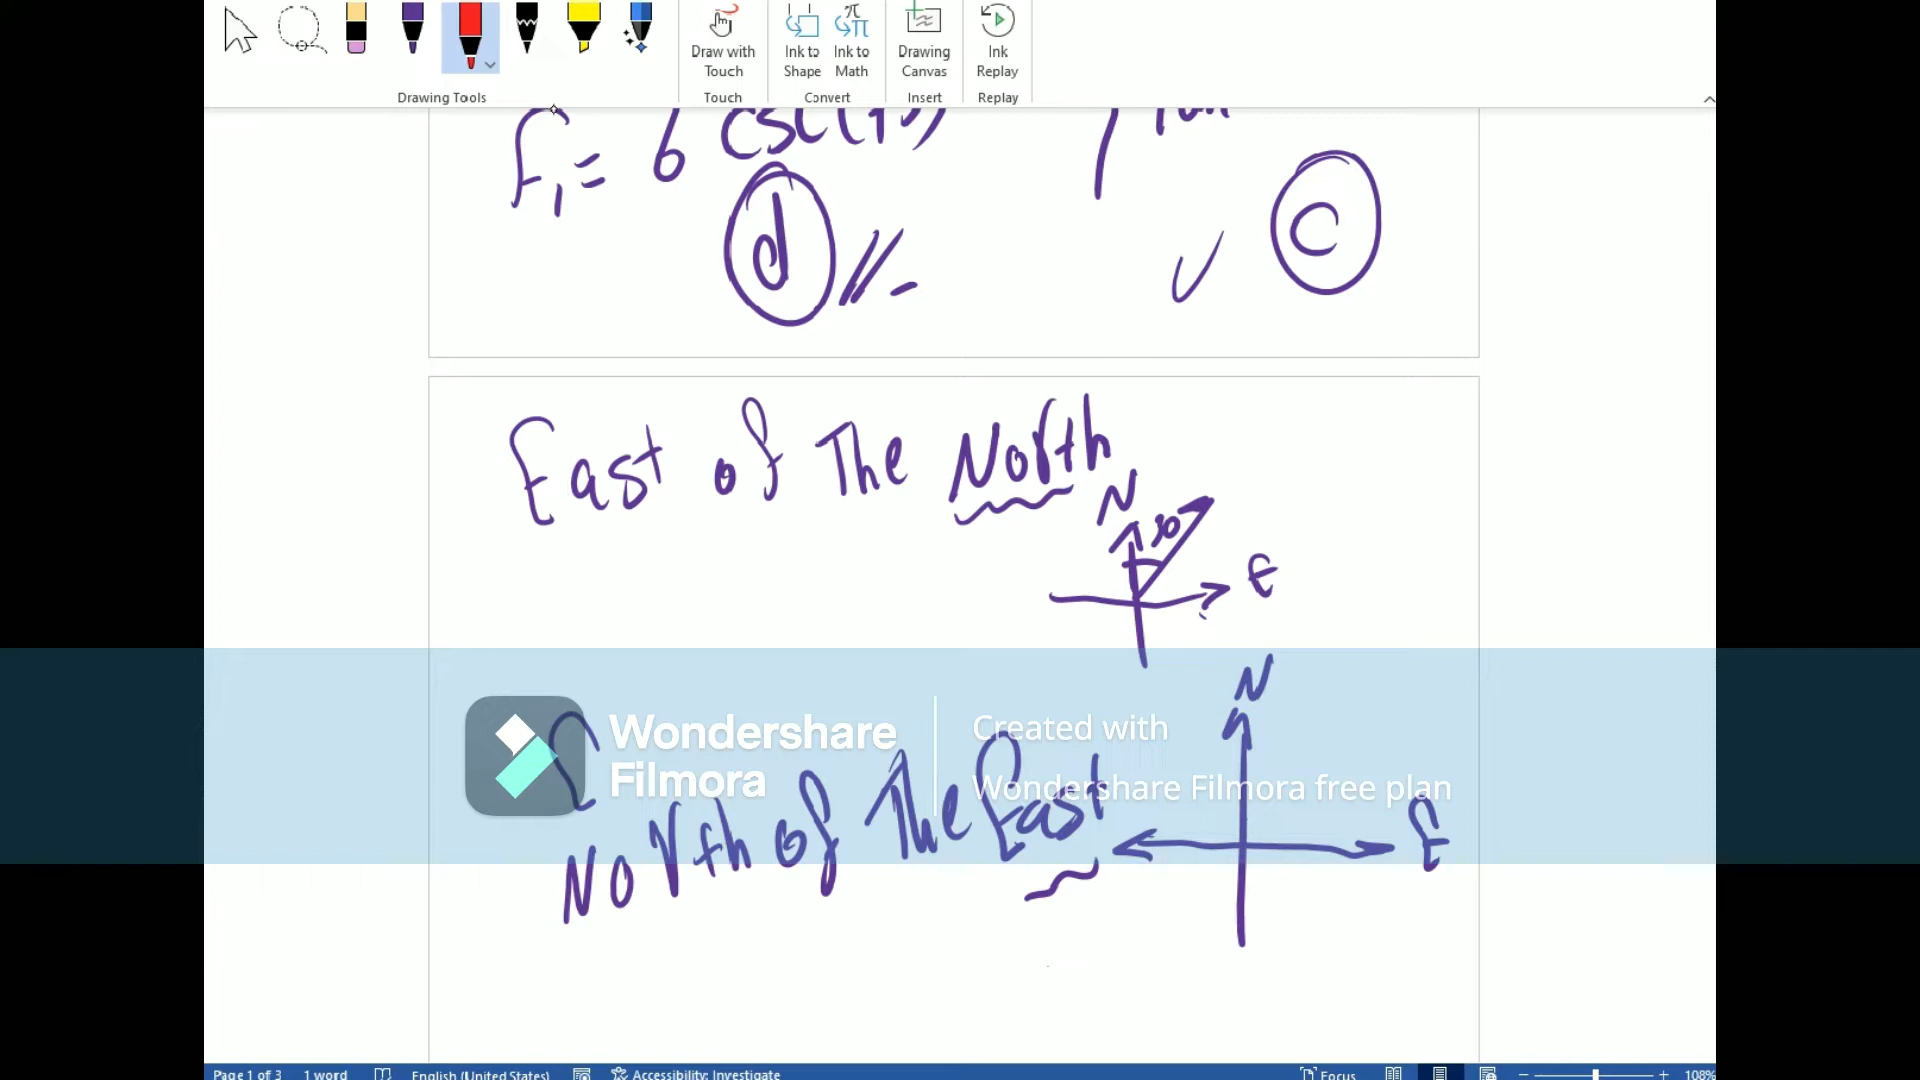 Draw with Touch
Ink to Shape
Ink to Math
Drawing Canvas
Ink Replay
Drawing Tools
Touch
Convert
Insert
Replay
F₁ = 6 csc(
d
C
East of The North
N
30
E
Wondershare Filmora
Created with
Wondershare Filmora free plan
N
North of The East
E
Page 1 of 3 1 word English (United States) Accessibility: Investigate Focus 108%